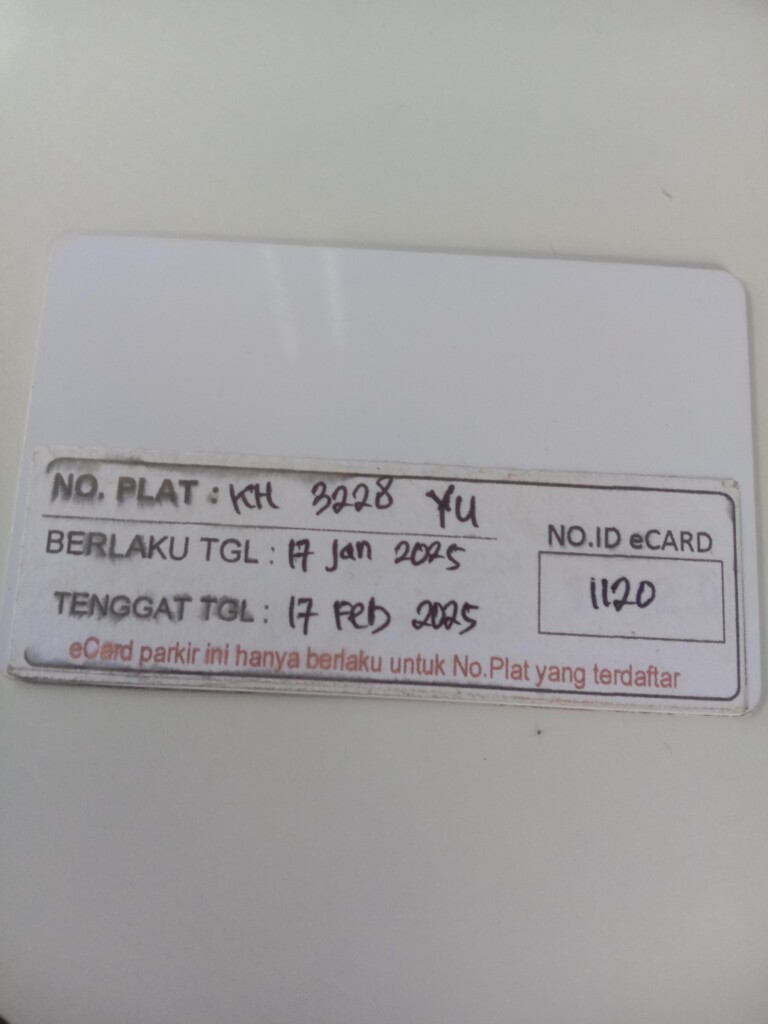 NO. PLAT : KH 3228 YU
BERLAKU TGL : 17 Jan 2025
TENGGAT TGL : 17 Feb 2025
NO.ID eCARD
1120
eCard parkir ini hanya berlaku untuk No.Plat yang terdaftar